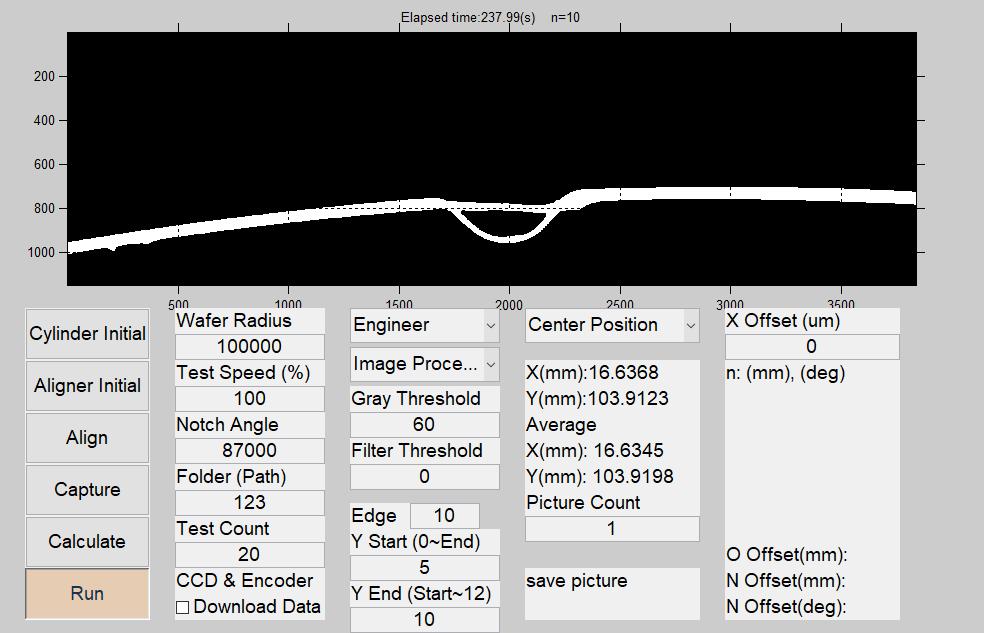 Elapsed time:237.99(s) n=10
200
400
600
800
1000
500 1000 1500 2000 2500 3000 3500
Cylinder Initial
Aligner Initial
Align
Capture
Calculate
Run
Wafer Radius
100000
Test Speed (%)
100
Notch Angle
87000
Folder (Path)
123
Test Count
20
CCD & Encoder
Download Data
Engineer
Image Proce...
Gray Threshold
60
Filter Threshold
0
Edge 10
Y Start (0~End)
5
Y End (Start~12)
10
Center Position
X(mm):16.6368
Y(mm):103.9123
Average
X(mm): 16.6345
Y(mm): 103.9198
Picture Count
1
save picture
X Offset (um)
0
n: (mm), (deg)
O Offset(mm):
N Offset(mm):
N Offset(deg):